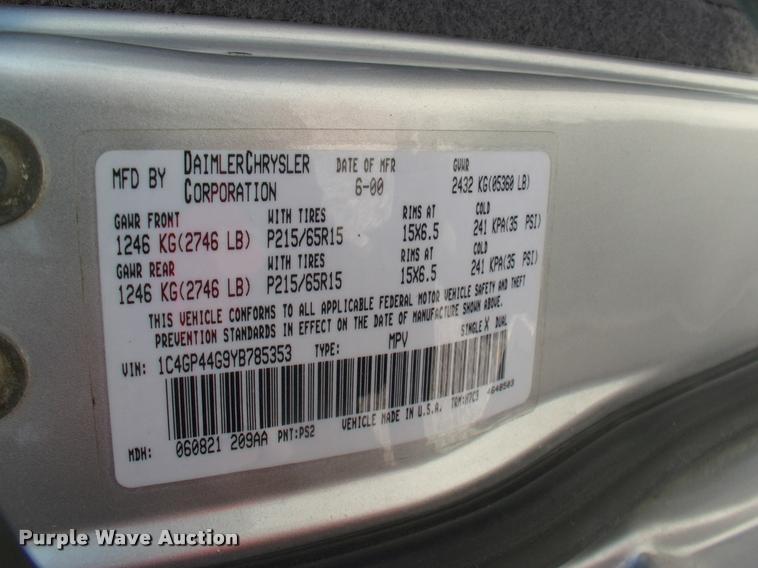 MFD BY DAIMLERCHRYSLER CORPORATION DATE OF MFR 6-00 GVWR 2432 KG(05360 LB)
GAWR FRONT WITH TIRES RIMS AT COLD
1246 KG(2746 LB) P215/65R15 15X6.5 241 KPA(35 PSI)
GAWR REAR WITH TIRES RIMS AT COLD
1246 KG(2746 LB) P215/65R15 15X6.5 241 KPA(35 PSI)
THIS VEHICLE CONFORMS TO ALL APPLICABLE FEDERAL MOTOR VEHICLE SAFETY AND THEFT
PREVENTION STANDARDS IN EFFECT ON THE DATE OF MANUFACTURE SHOWN ABOVE.
VIN: 1C4GP44G9YB785353 TYPE: MPV SINGLE X DUAL
VEHICLE MADE IN U.S.A. TRM:H7C3 4648503
MDH: 060821 209AA PNT:PS2
Purple Wave Auction